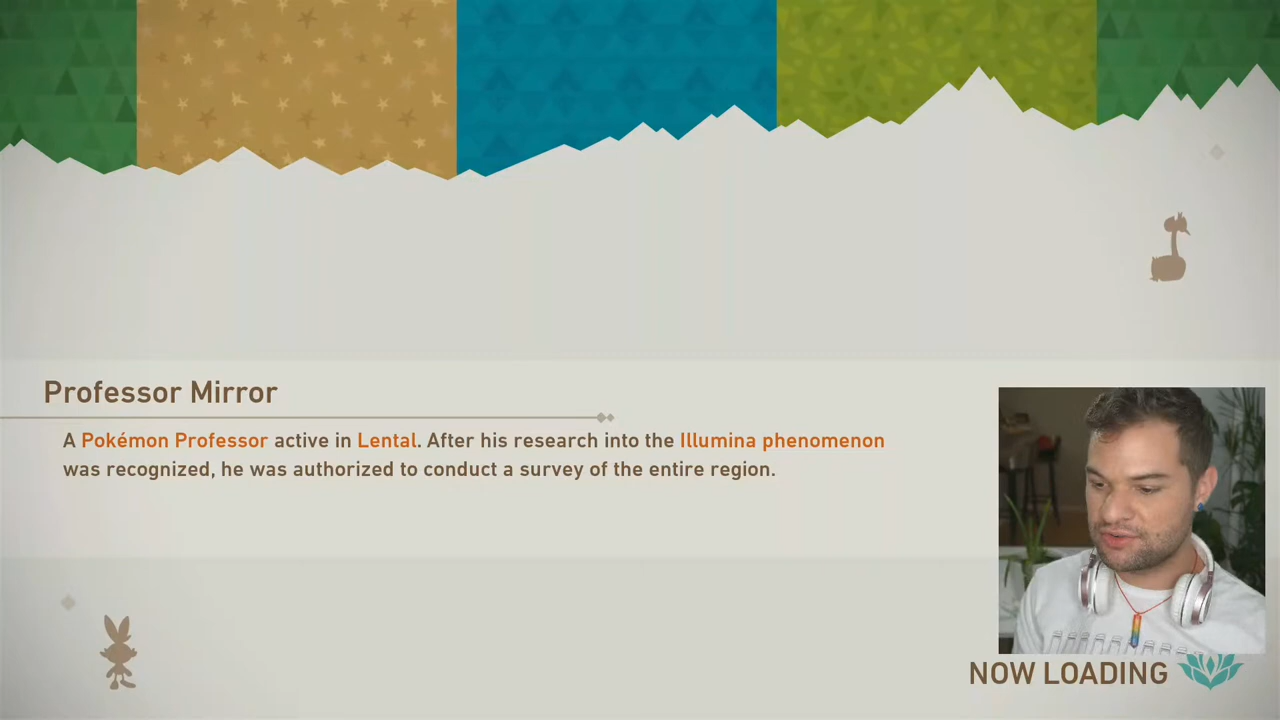 Professor Mirror
A Pokémon Professor active in Lental. After his research into the Illumina phenomenon
was recognized, he was authorized to conduct a survey of the entire region.
NOW LOADING